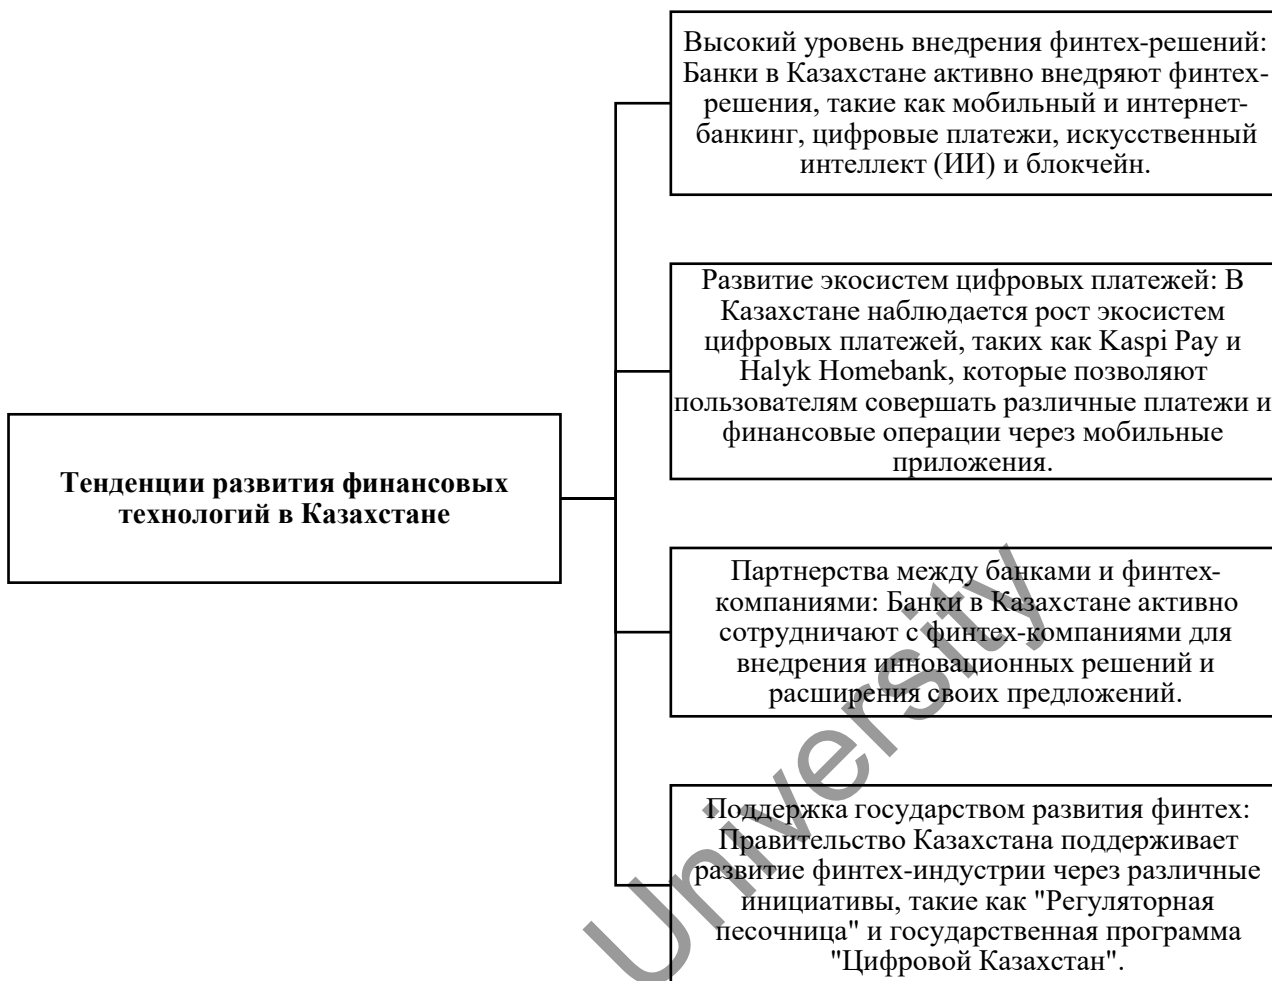 Высокий уровень внедрения финтех-решений:
Банки в Казахстане активно внедряют финтех-
решения, такие как мобильный и интернет-
банкинг, цифровые платежи, искусственный
интеллект (ИИ) и блокчейн.
Развитие экосистем цифровых платежей: В
Казахстане наблюдается рост экосистем
цифровых платежей, таких как Kaspi Pay и
Halyk Homebank, которые позволяют
пользователям совершать различные платежи и
финансовые операции через мобильные
приложения.
Тенденции развития финансовых
технологий в Казахстане
Партнерства между банками и финтех-
компаниями: Банки в Казахстане активно
сотрудничают с финтех-компаниями для
внедрения инновационных решений и
расширения своих предложений.
Поддержка государством развития финтех:
Правительство Казахстана поддерживает
развитие финтех-индустрии через различные
инициативы, такие как "Регуляторная
песочница" и государственная программа
"Цифровой Казахстан".
University